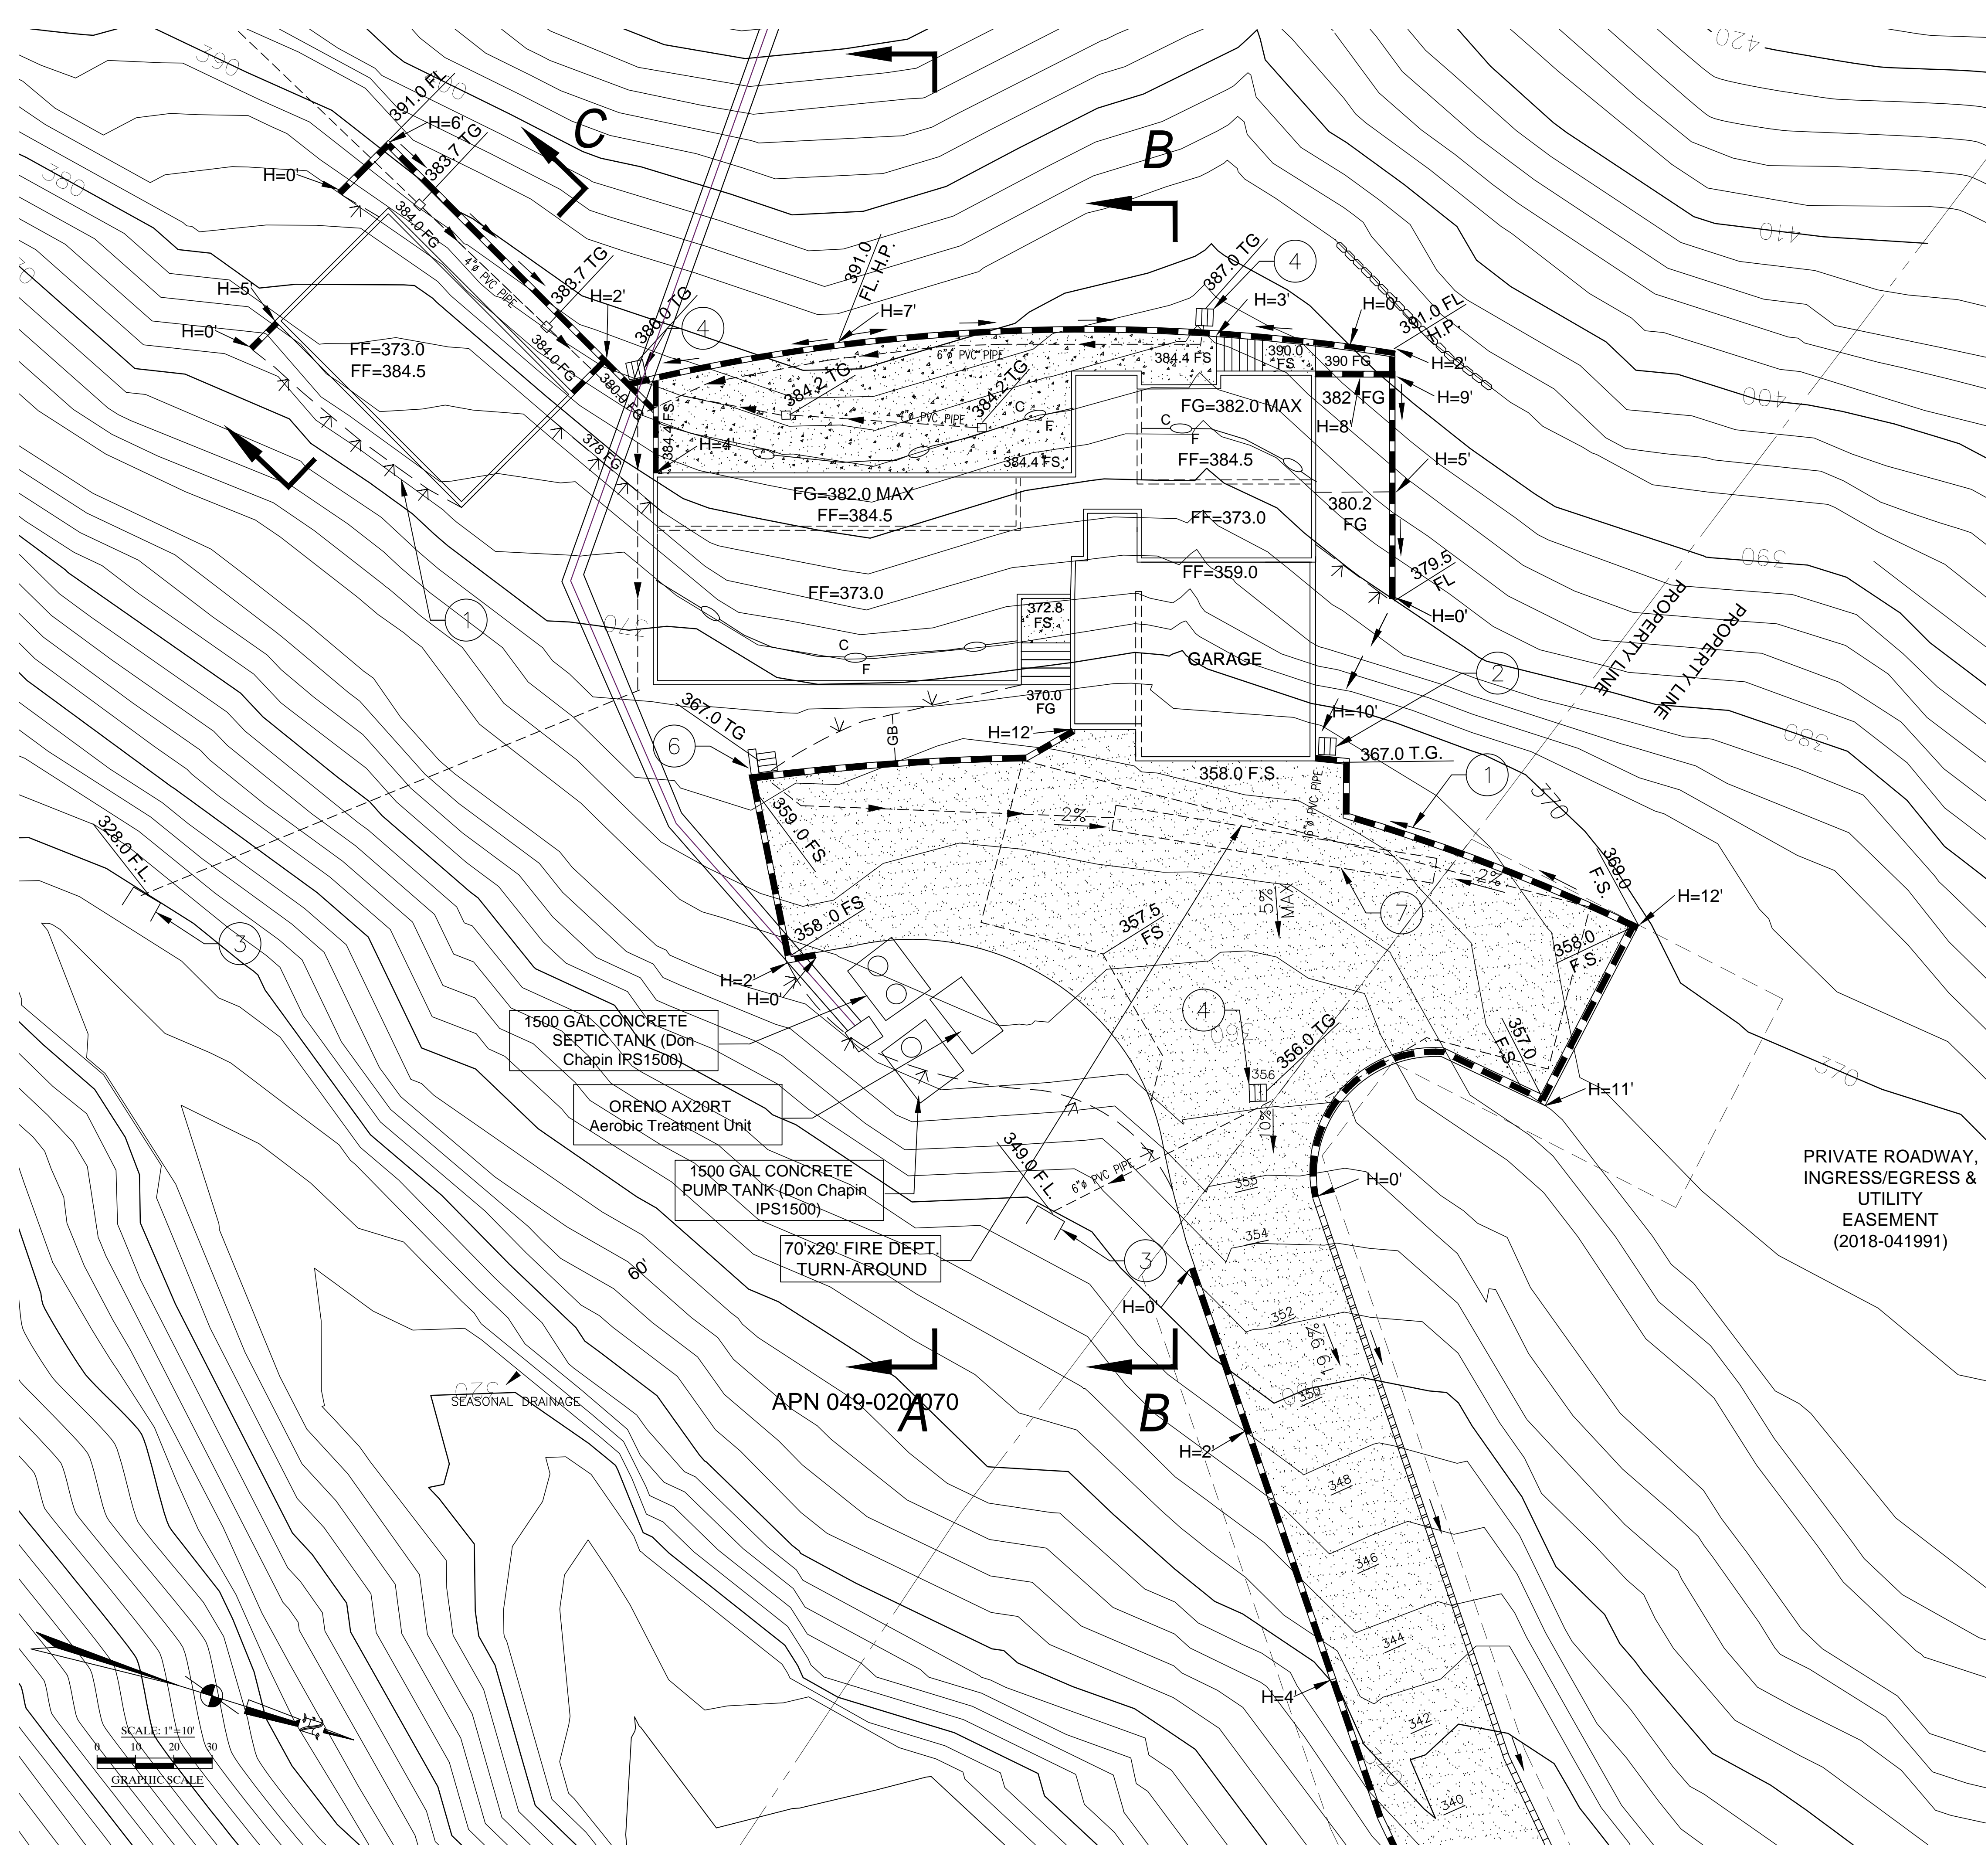 420
390
380
370
410
400
390
380
370
370
391.0 FL
H=6'
383.7 TG
H=0'
C
B
384.0 FG
4"ø PVC PIPE
383.7 TG
H=2'
386.0 TG
4
391.0
FL. H.P.
H=7'
387.0 TG
4
H=3'
H=0'
391.0 FL
H.P.
H=2'
H=9'
H=5'
H=0'
FF=373.0
FF=384.5
384.0 FG
380.0 FG
378 FG
384.4 FS
H=4'
6"ø PVC PIPE
384.2 TG
4"ø PVC PIPE
384.2 TG
C
F
384.4 FS
384.4 FS
390.0
FS
390 FG
382 FG
H=8'
FG=382.0 MAX
C
F
FF=384.5
H=5'
FG=382.0 MAX
FF=384.5
FF=373.0
380.2
FG
379.5
FL
H=0'
FF=359.0
FF=373.0
372.8
FS
370
1
C
F
GARAGE
2
PROPERTY LINE
PROPERTY LINE
370.0
FG
367.0 TG
6
GB
H=12'
H=10'
367.0 T.G.
1
358.0 F.S.
6"ø PVC PIPE
359.0 FS
2%
2%
369.0
F.S.
H=12'
328.0 F.L.
3
358.0 FS
H=2'
H=0'
357.5
FS
5%
MAX
7
358.0
F.S.
4
360
356.0 TG
356
10%
357.0
F.S.
H=11'
1500 GAL CONCRETE
SEPTIC TANK (Don
Chapin IPS1500)
ORENO AX20RT
Aerobic Treatment Unit
1500 GAL CONCRETE
PUMP TANK (Don Chapin
IPS1500)
70'x20' FIRE DEPT.
TURN-AROUND
349.0 F.L.
6"ø PVC PIPE
3
355
H=0'
354
PRIVATE ROADWAY,
INGRESS/EGRESS &
UTILITY
EASEMENT
(2018-041991)
60'
H=0'
352
19.9%
350
320
SEASONAL DRAINAGE
APN 049-020-070
A
B
H=2'
348
346
344
H=4'
342
340
N
SCALE: 1"=10'
0 10 20 30
GRAPHIC SCALE